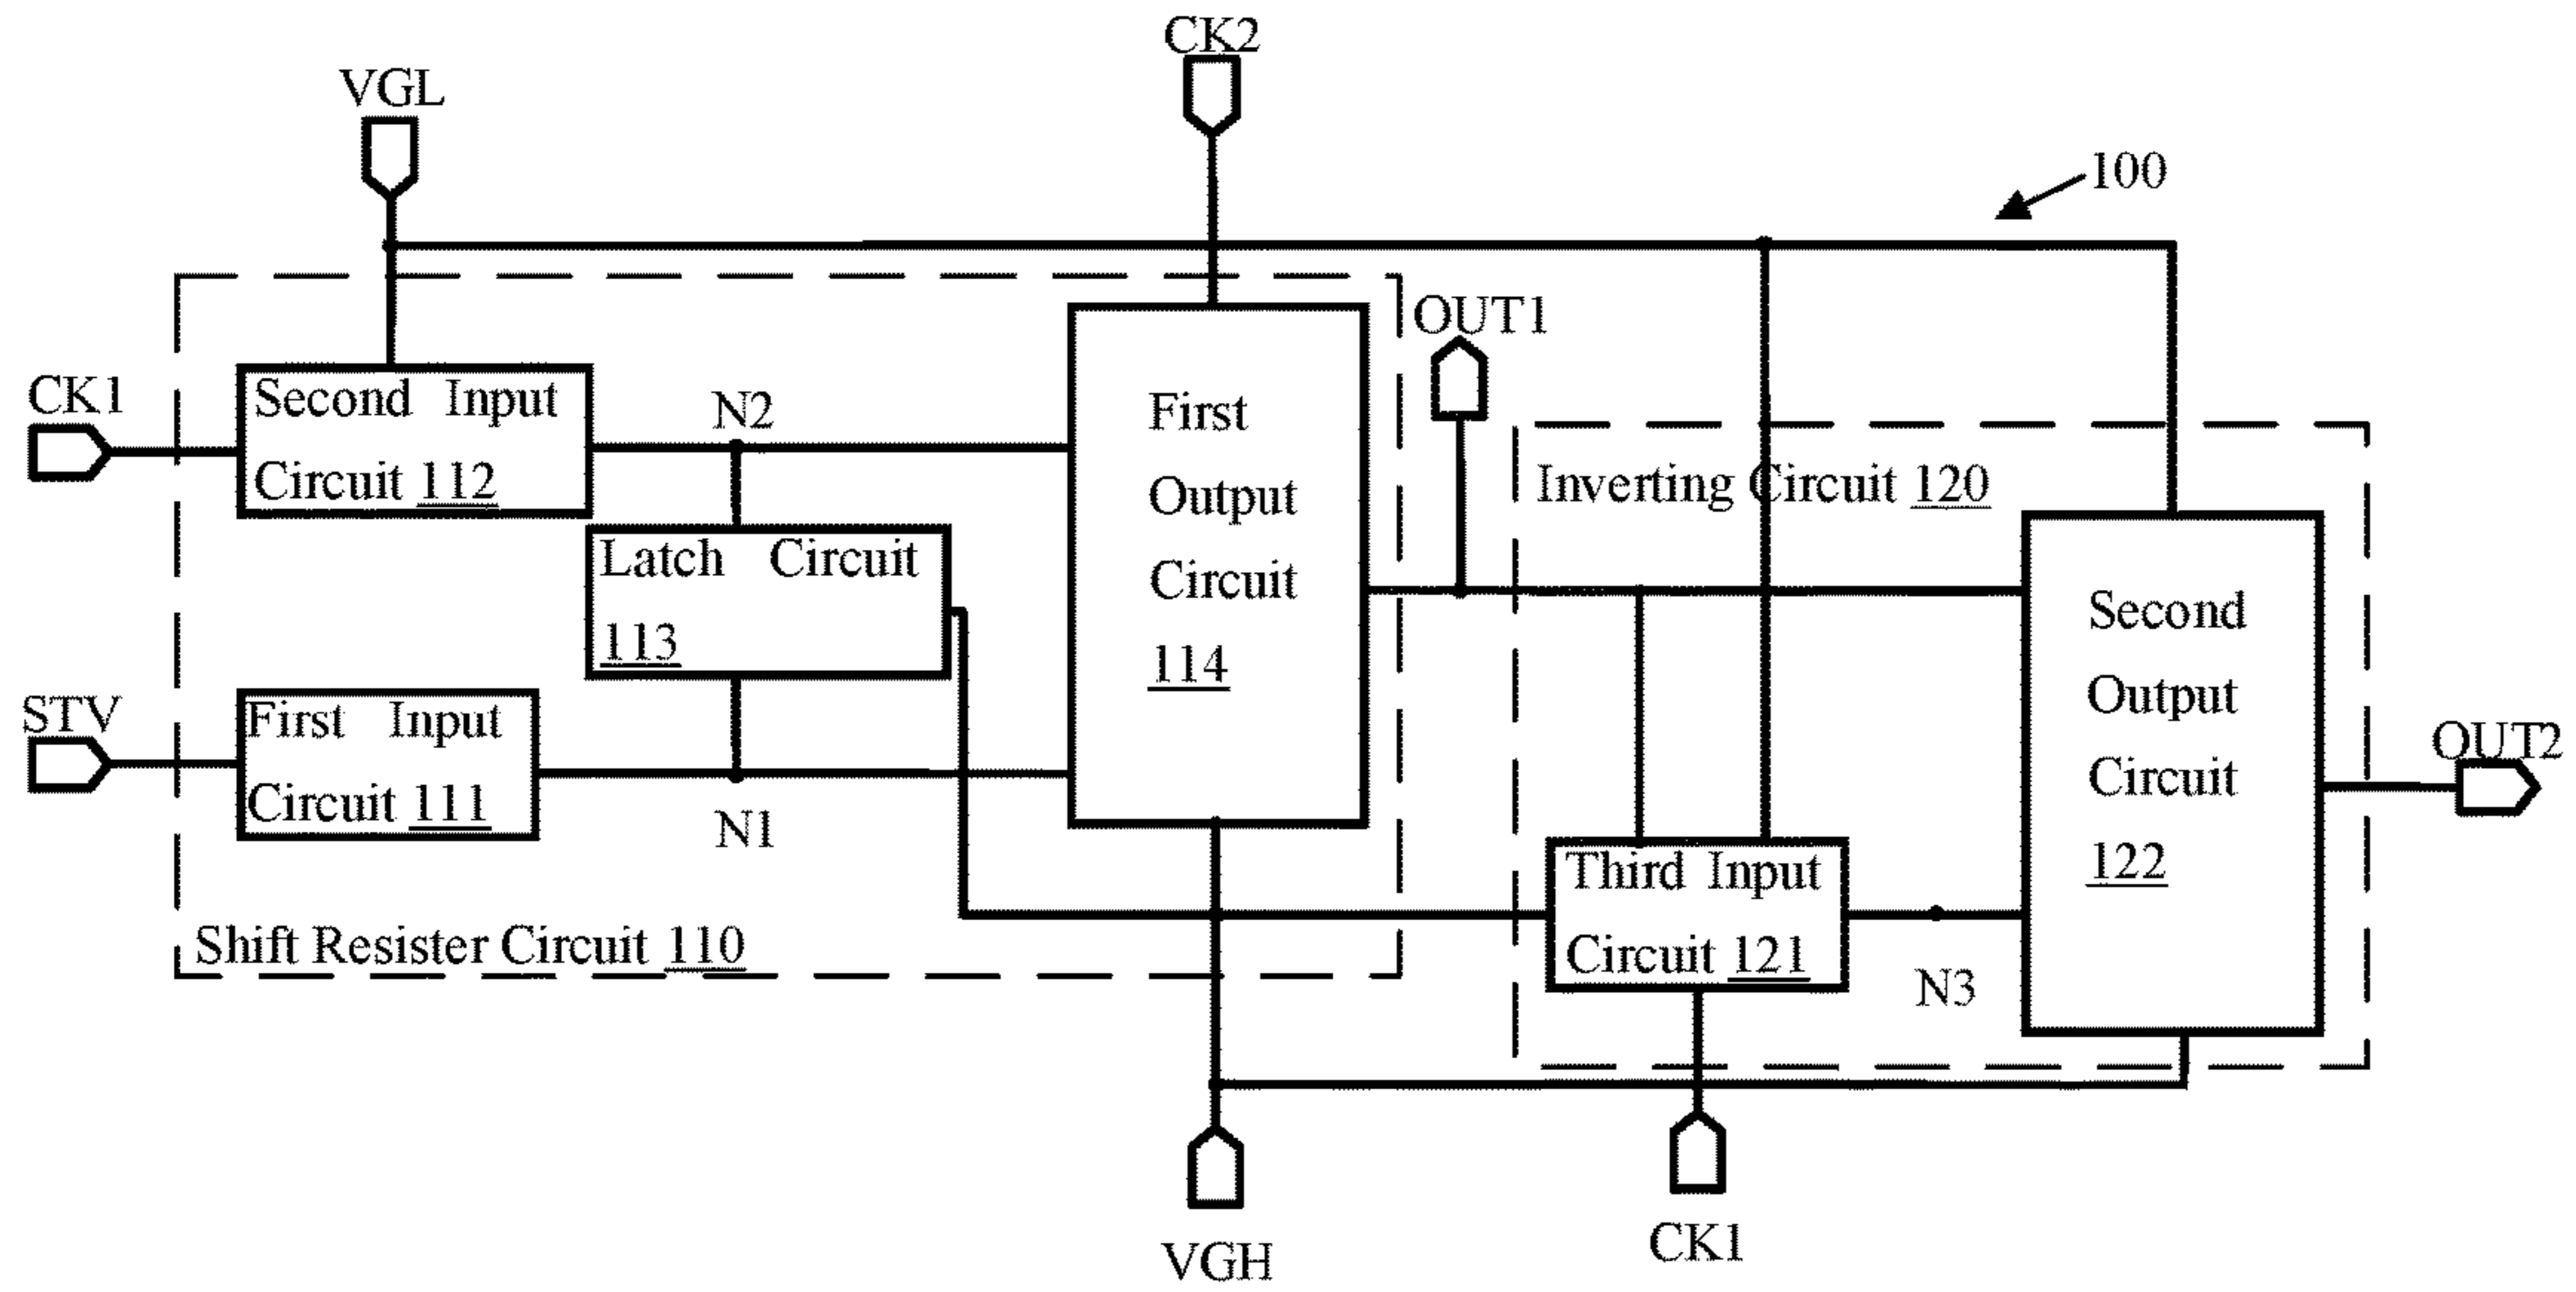 CK2
VGL
100
OUT1
CK1
Second Input
Circuit 112
N2
First
Output
Circuit
114
Inverting Circuit 120
Latch Circuit
113
Second
Output
Circuit
122
STV
First Input
Circuit 111
N1
OUT2
Third Input
Circuit 121
Shift Resister Circuit 110
N3
VGH
CK1